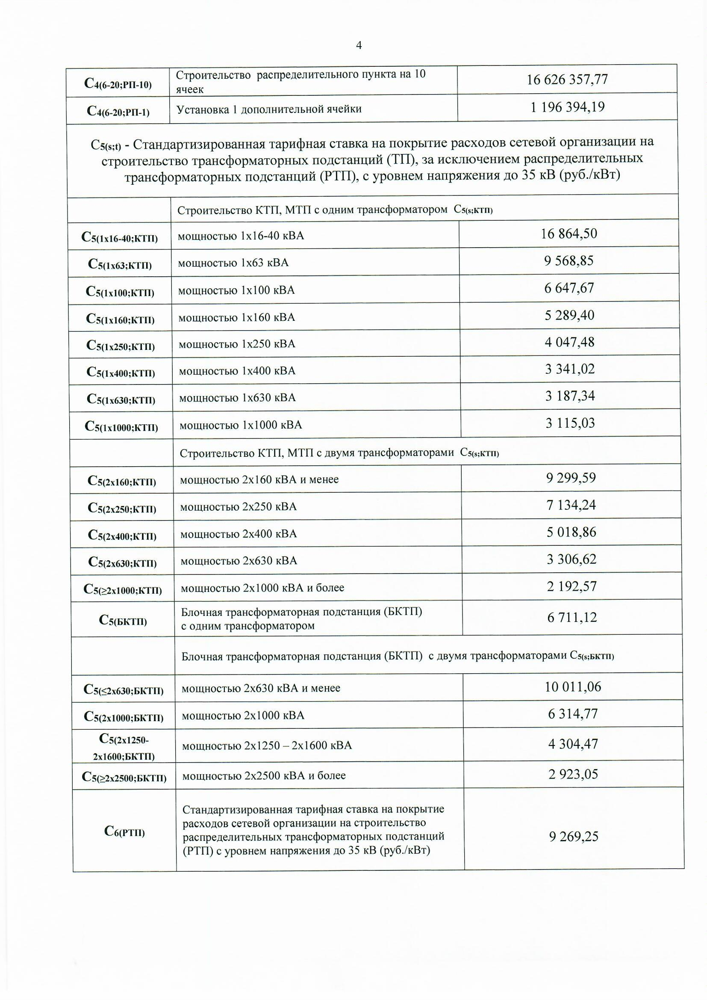 4
С4(6-20;РП-10)
Строительство распределительного пункта на 10
ячеек
16 626 357,77
С4(6-20;РП-1)
Установка 1 дополнительной ячейки
1 196 394,19
С5(s;t) - Стандартизированная тарифная ставка на покрытие расходов сетевой организации на
строительство трансформаторных подстанций (ТП), за исключением распределительных
трансформаторных подстанций (РТП), с уровнем напряжения до 35 кВ (руб./кВт)
Строительство КТП, МТП с одним трансформатором С5(s;КТП)
С5(1х16-40;КТП)
мощностью 1х16-40 кВА
16 864,50
С5(1х63;КТП)
мощностью 1х63 кВА
9 568,85
С5(1х100;КТП)
мощностью 1х100 кВА
6 647,67
С5(1х160;КТП)
мощностью 1х160 кВА
5 289,40
С5(1х250;КТП)
мощностью 1х250 кВА
4 047,48
С5(1х400;КТП)
мощностью 1х400 кВА
3 341,02
С5(1х630;КТП)
мощностью 1х630 кВА
3 187,34
С5(1х1000;КТП)
мощностью 1х1000 кВА
3 115,03
Строительство КТП, МТП с двумя трансформаторами С5(s;КТП)
С5(2х160;КТП)
мощностью 2х160 кВА и менее
9 299,59
С5(2х250;КТП)
мощностью 2х250 кВА
7 134,24
С5(2х400;КТП)
мощностью 2х400 кВА
5 018,86
С5(2х630;КТП)
мощностью 2х630 кВА
3 306,62
С5(≥2х1000;КТП)
мощностью 2х1000 кВА и более
2 192,57
С5(БКТП)
Блочная трансформаторная подстанция (БКТП)
с одним трансформатором
6 711,12
Блочная трансформаторная подстанция (БКТП) с двумя трансформаторами С5(s;БКТП)
С5(≤2х630;БКТП)
мощностью 2х630 кВА и менее
10 011,06
С5(2х1000;БКТП)
мощностью 2х1000 кВА
6 314,77
С5(2х1250-
2х1600;БКТП)
мощностью 2х1250 – 2х1600 кВА
4 304,47
С5(≥2х2500;БКТП)
мощностью 2х2500 кВА и более
2 923,05
С6(РТП)
Стандартизированная тарифная ставка на покрытие
расходов сетевой организации на строительство
распределительных трансформаторных подстанций
(РТП) с уровнем напряжения до 35 кВ (руб./кВт)
9 269,25